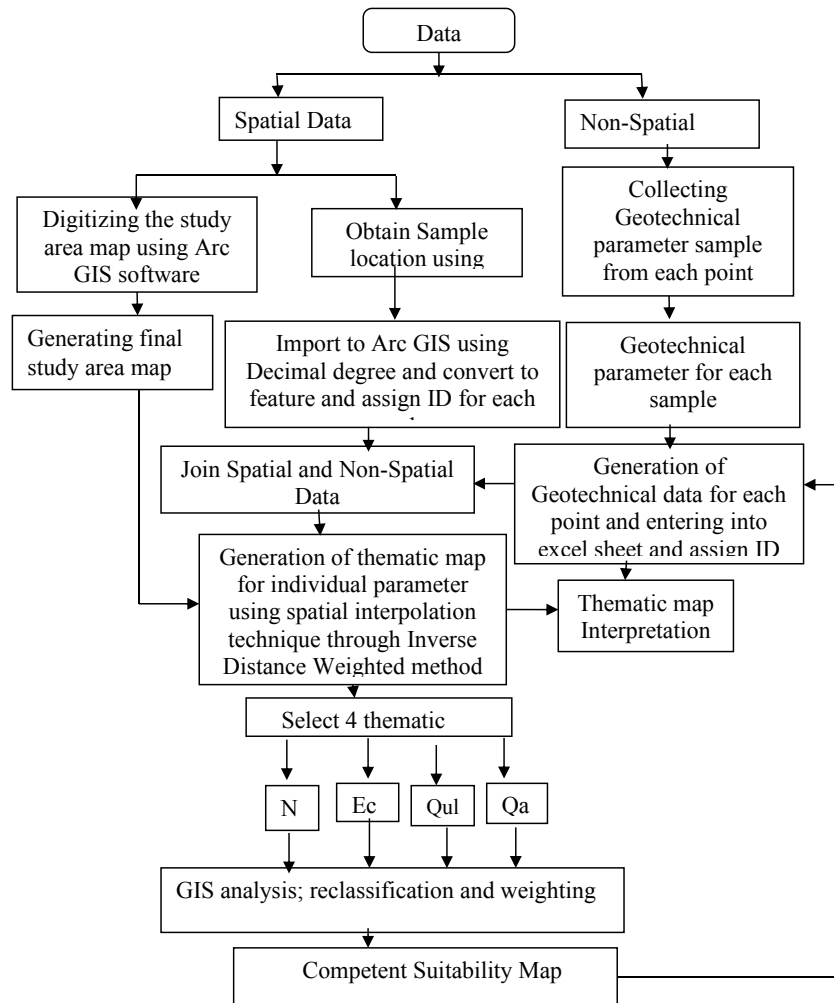 Data
Spatial Data
Non-Spatial
Digitizing the study
area map using Arc
GIS software
Obtain Sample
location using
Collecting
Geotechnical
parameter sample
from each point
Generating final
study area map
Import to Arc GIS using
Decimal degree and convert to
feature and assign ID for each
Geotechnical
parameter for each
sample
Join Spatial and Non-Spatial
Data
Generation of
Geotechnical data for each
point and entering into
excel sheet and assign ID
Generation of thematic map
for individual parameter
using spatial interpolation
technique through Inverse
Distance Weighted method
Thematic map
Interpretation
Select 4 thematic
N
Ec
Qul
Qa
GIS analysis; reclassification and weighting
Competent Suitability Map